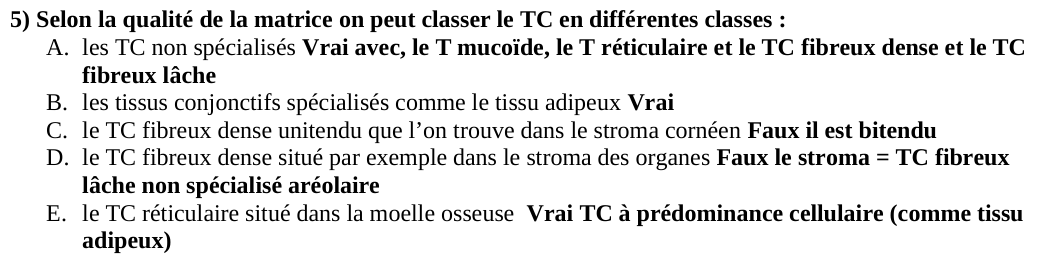 5) Selon la qualité de la matrice on peut classer le TC en différentes classes :
A. les TC non spécialisés Vrai avec, le T mucoïde, le T réticulaire et le TC fibreux dense et le TC
fibreux lâche
B. les tissus conjonctifs spécialisés comme le tissu adipeux Vrai
C. le TC fibreux dense unitendu que l’on trouve dans le stroma cornéen Faux il est bitendu
D. le TC fibreux dense situé par exemple dans le stroma des organes Faux le stroma = TC fibreux
lâche non spécialisé aréolaire
E. le TC réticulaire situé dans la moelle osseuse Vrai TC à prédominance cellulaire (comme tissu
adipeux)